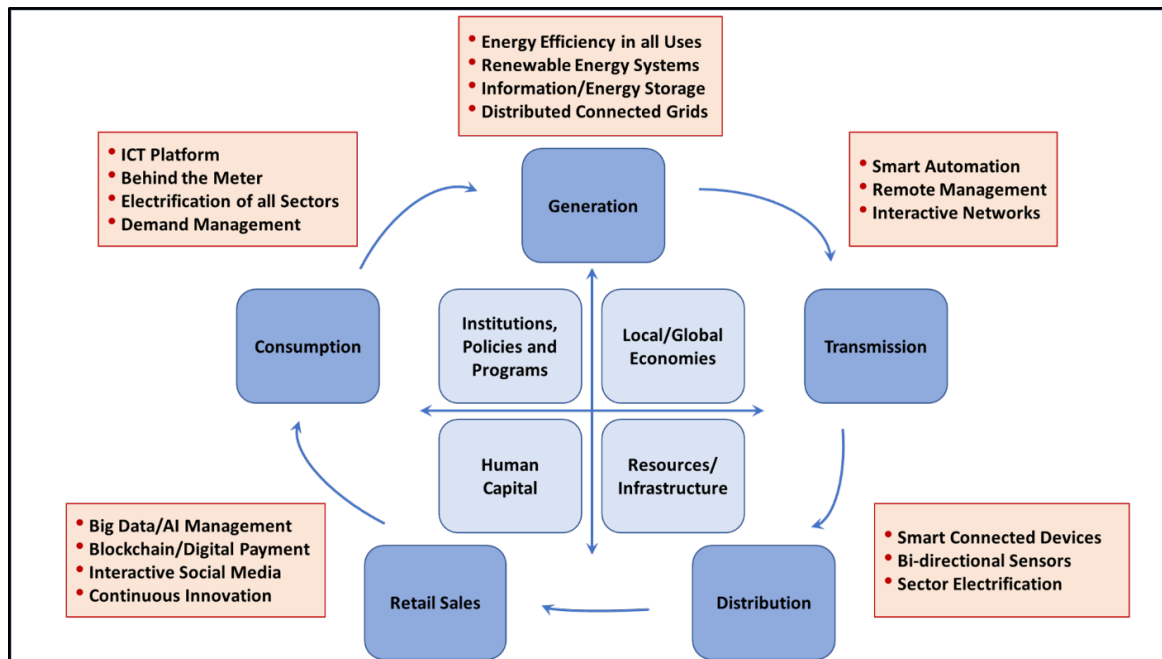 • Energy Efficiency in all Uses
• Renewable Energy Systems
• Information/Energy Storage
• Distributed Connected Grids
• ICT Platform
• Behind the Meter
• Electrification of all Sectors
• Demand Management
• Smart Automation
• Remote Management
• Interactive Networks
Generation
Consumption
Institutions,
Policies and
Programs
Local/Global
Economies
Transmission
Human
Capital
Resources/
Infrastructure
• Big Data/AI Management
• Blockchain/Digital Payment
• Interactive Social Media
• Continuous Innovation
Retail Sales
Distribution
• Smart Connected Devices
• Bi-directional Sensors
• Sector Electrification